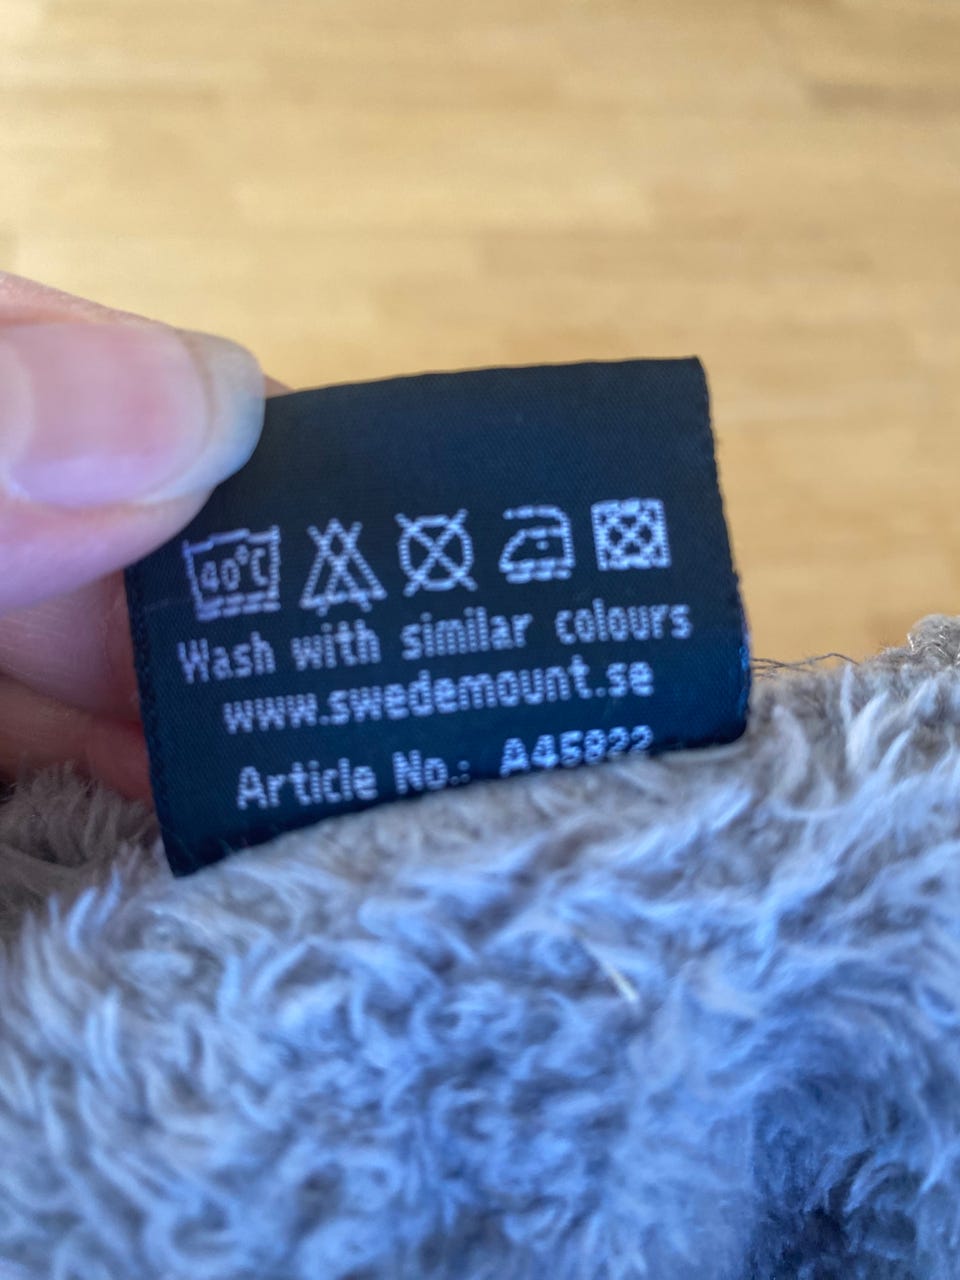 40°C
Wash with similar colours
www.swedemount.se
Article No.: A45822